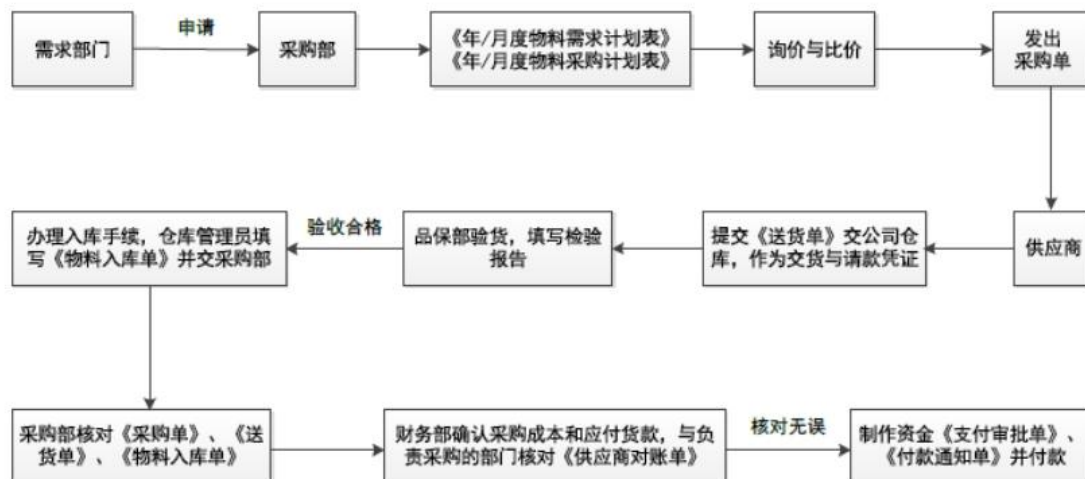 需求部门
申请
采购部
《年/月度物料需求计划表》
《年/月度物料采购计划表》
询价与比价
发出
采购单
供应商
提交《送货单》交公司仓
库，作为交货与请款凭证
品保部验货，填写检验
报告
验收合格
办理入库手续，仓库管理员填
写《物料入库单》并交采购部
采购部核对《采购单》、《送
货单》、《物料入库单》
财务部确认采购成本和应付货款，与负
责采购的部门核对《供应商对账单》
核对无误
制作资金《支付审批单》、
《付款通知单》并付款